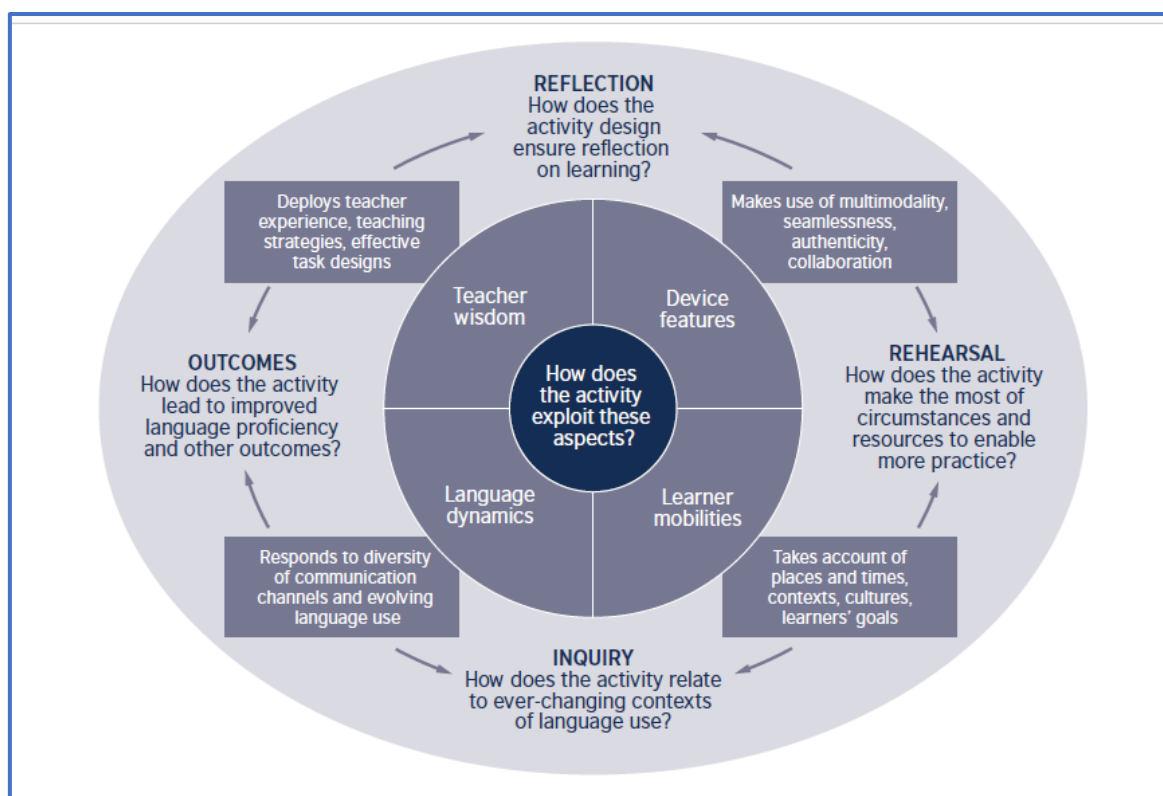 REFLECTION
How does the
activity design
ensure reflection
on learning?
Deploys teacher
experience, teaching
strategies, effective
task designs
Makes use of multimodality,
seamlessness,
authenticity,
collaboration
Teacher
wisdom
Device
features
OUTCOMES
How does the activity
lead to improved
language proficiency
and other outcomes?
How does
the activity
exploit these
aspects?
REHEARSAL
How does the activity
make the most of
circumstances and
resources to enable
more practice?
Language
dynamics
Learner
mobilities
Responds to diversity
of communication
channels and evolving
language use
Takes account of
places and times,
contexts, cultures,
learners’ goals
INQUIRY
How does the activity relate
to ever-changing contexts
of language use?